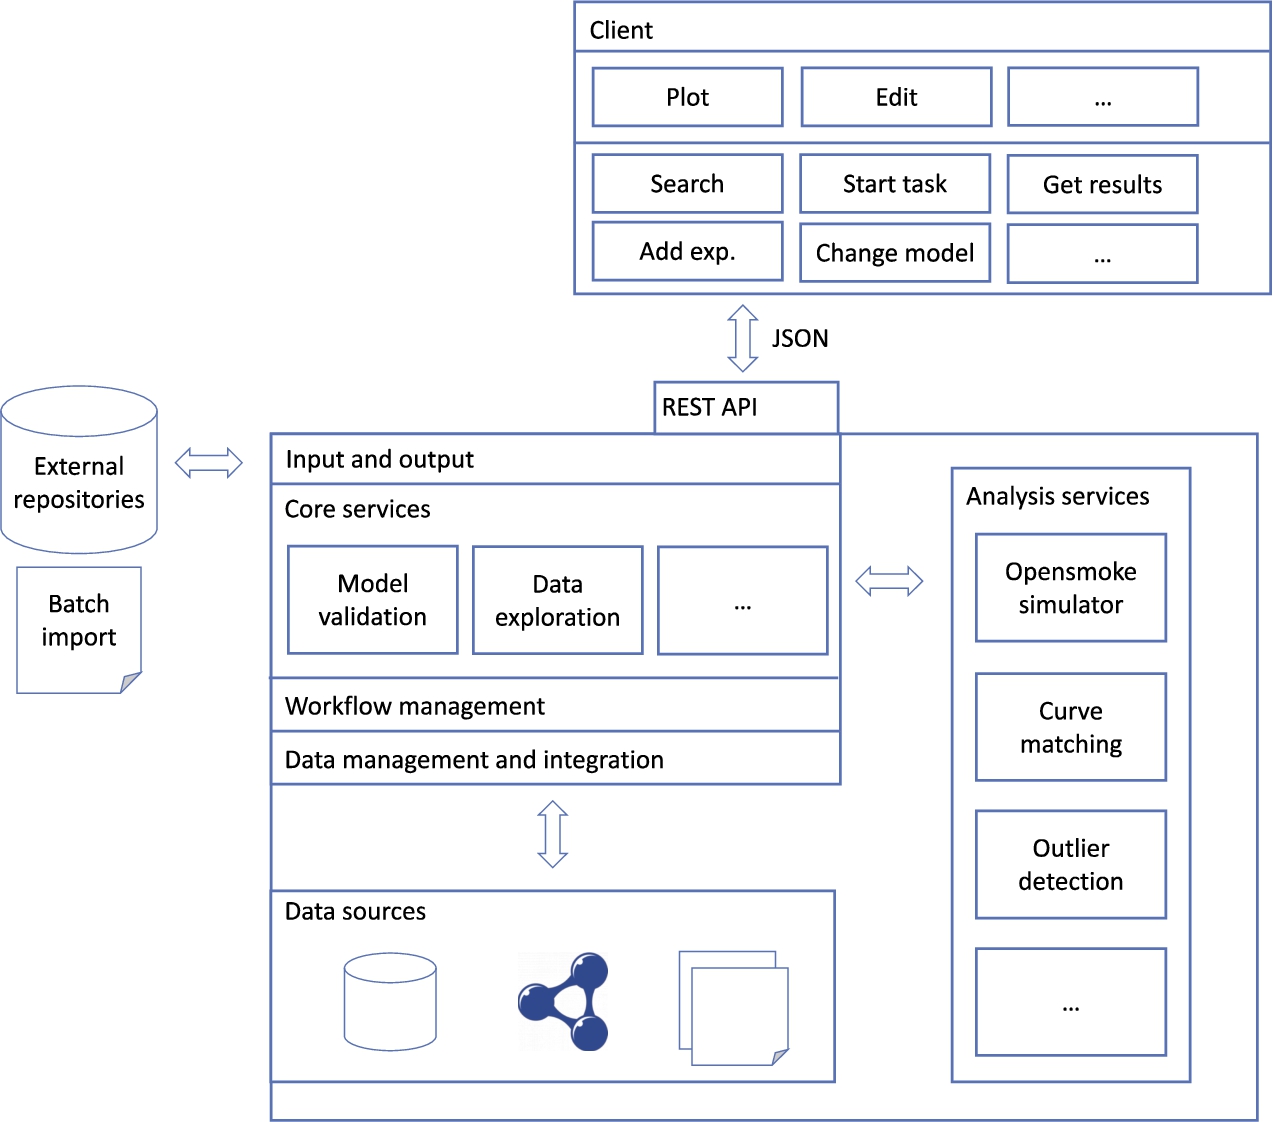 Client
Plot
Edit
...
Search
Start task
Get results
Add exp.
Change model
...
JSON
REST API
External
repositories
Batch
import
Input and output
Core services
Model
validation
Data
exploration
...
Workflow management
Data management and integration
Data sources
Analysis services
Opensmoke
simulator
Curve
matching
Outlier
detection
...